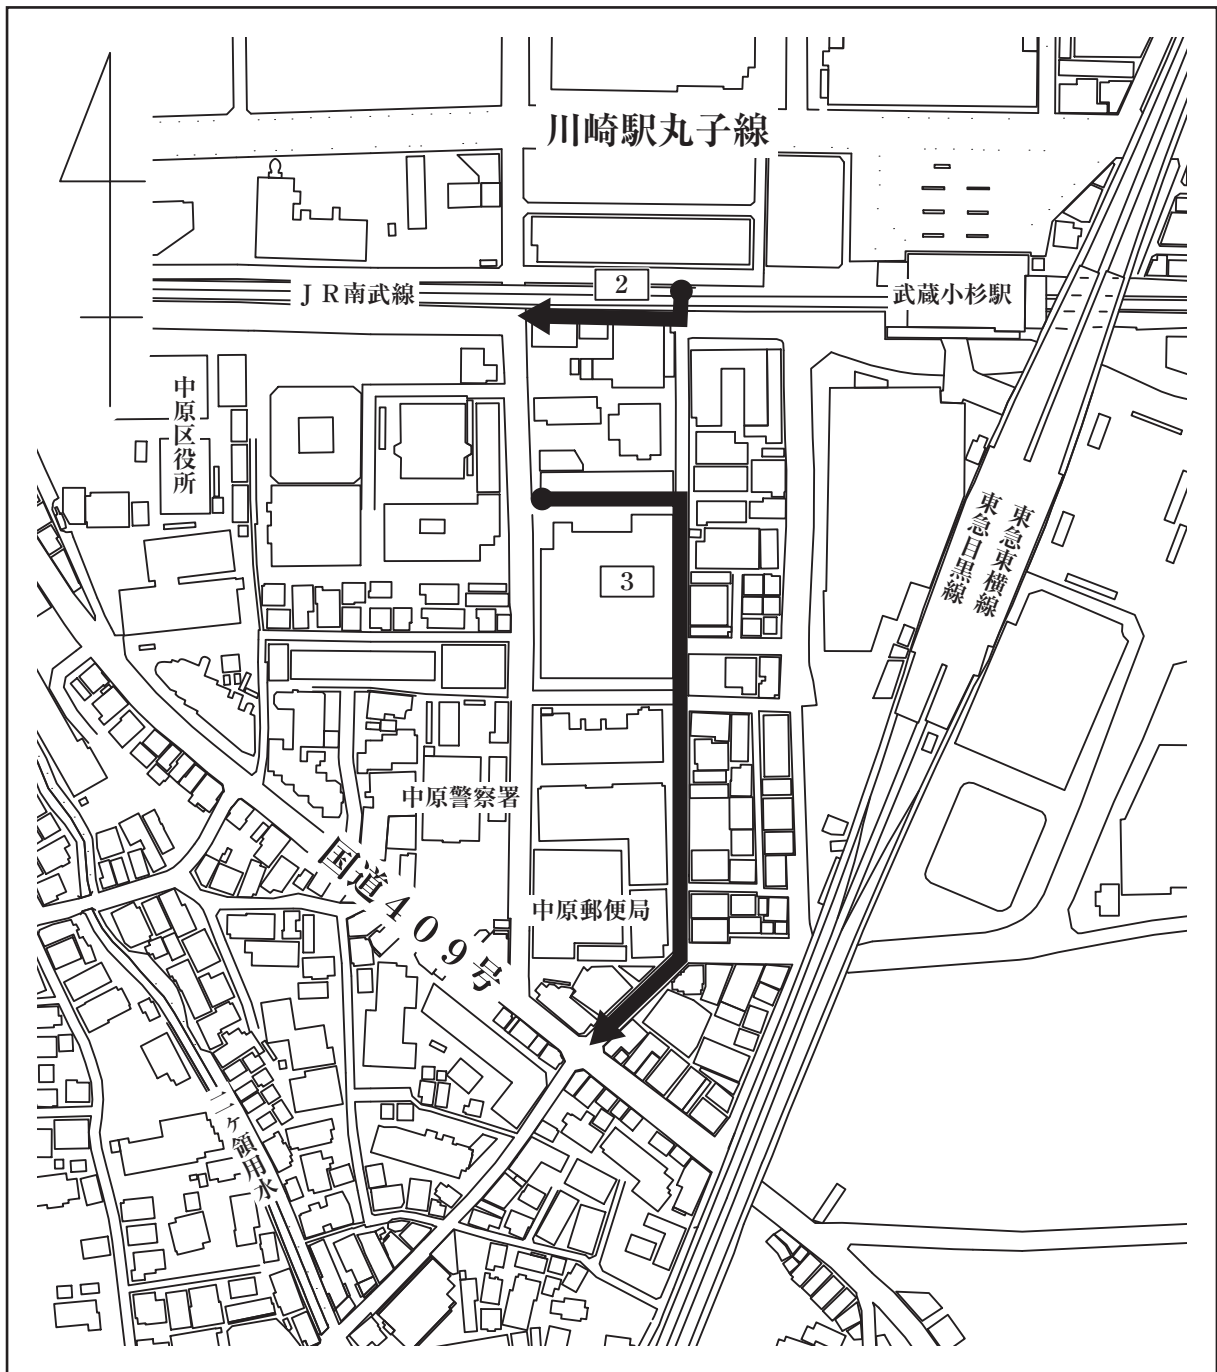 川崎駅丸子線
2
ＪＲ南武線
武蔵小杉駅
中原区役所
東急東横線
東急目黒線
3
中原警察署
国道409号
中原郵便局
二ヶ領用水